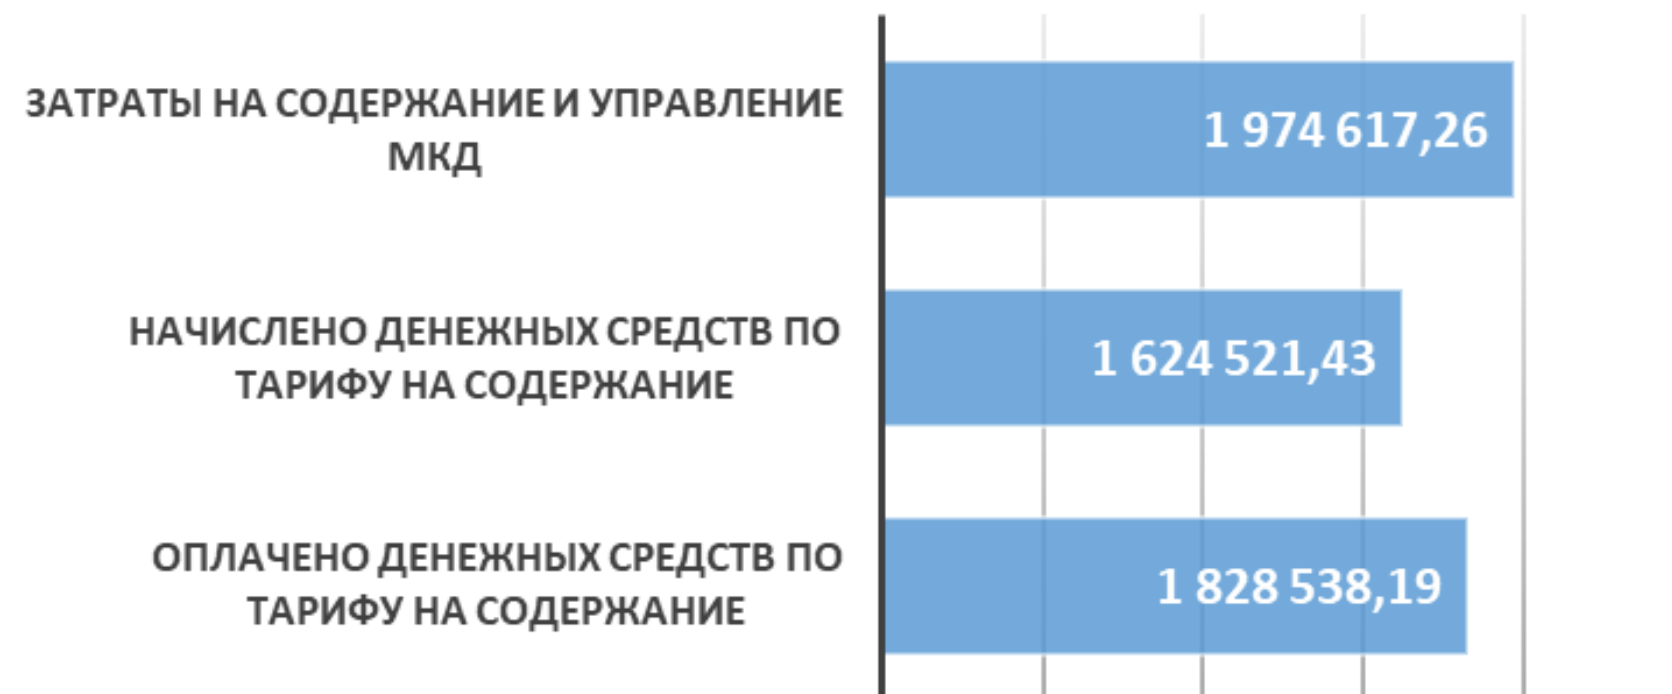 ЗАТРАТЫ НА СОДЕРЖАНИЕ И УПРАВЛЕНИЕ
МКД
1 974 617,26
НАЧИСЛЕНО ДЕНЕЖНЫХ СРЕДСТВ ПО
ТАРИФУ НА СОДЕРЖАНИЕ
1 624 521,43
ОПЛАЧЕНО ДЕНЕЖНЫХ СРЕДСТВ ПО
ТАРИФУ НА СОДЕРЖАНИЕ
1 828 538,19